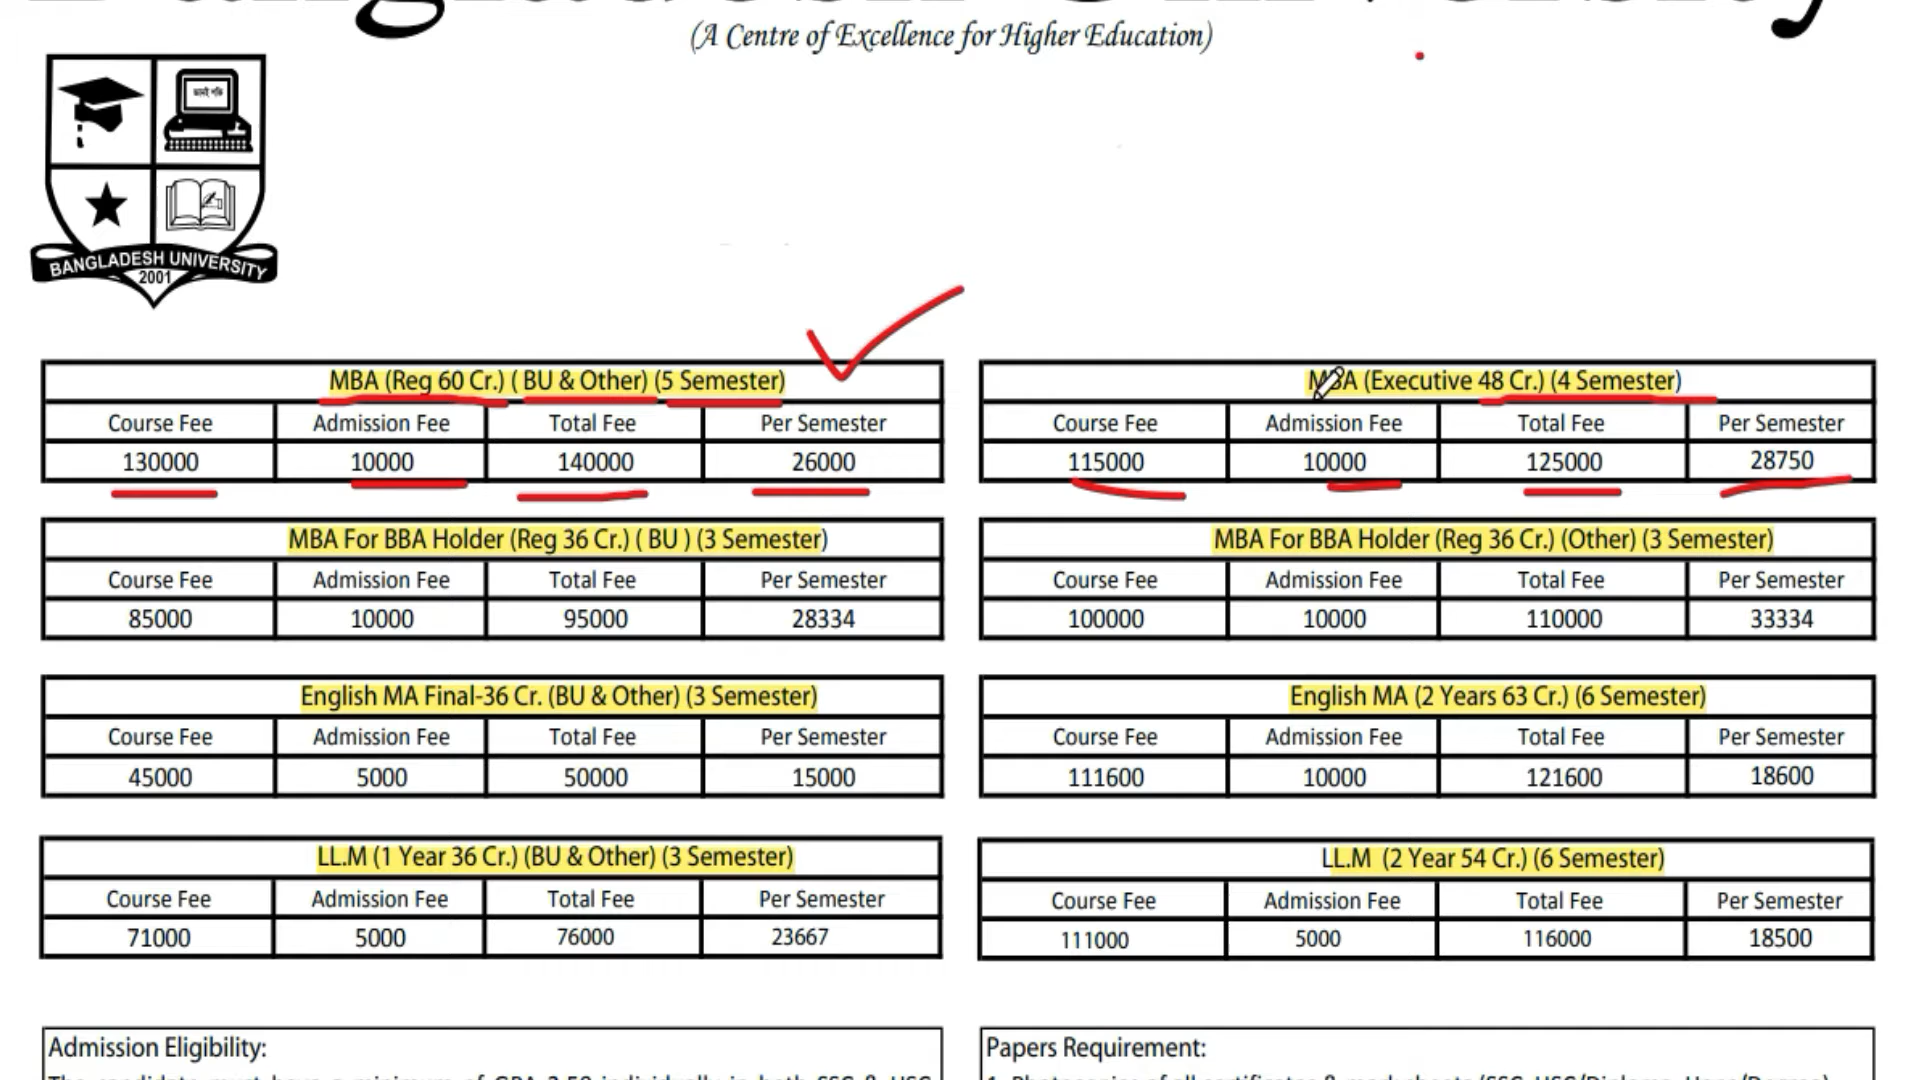 (A Centre of Excellence for Higher Education)
BANGLADESH UNIVERSITY
2001
MBA (Reg 60 Cr.) ( BU & Other) (5 Semester)
Course Fee Admission Fee Total Fee Per Semester
130000 10000 140000 26000
MBA (Executive 48 Cr.) (4 Semester)
Course Fee Admission Fee Total Fee Per Semester
115000 10000 125000 28750
MBA For BBA Holder (Reg 36 Cr.) ( BU ) (3 Semester)
Course Fee Admission Fee Total Fee Per Semester
85000 10000 95000 28334
MBA For BBA Holder (Reg 36 Cr.) (Other) (3 Semester)
Course Fee Admission Fee Total Fee Per Semester
100000 10000 110000 33334
English MA Final-36 Cr. (BU & Other) (3 Semester)
Course Fee Admission Fee Total Fee Per Semester
45000 5000 50000 15000
English MA (2 Years 63 Cr.) (6 Semester)
Course Fee Admission Fee Total Fee Per Semester
111600 10000 121600 18600
LL.M (1 Year 36 Cr.) (BU & Other) (3 Semester)
Course Fee Admission Fee Total Fee Per Semester
71000 5000 76000 23667
LL.M (2 Year 54 Cr.) (6 Semester)
Course Fee Admission Fee Total Fee Per Semester
111000 5000 116000 18500
Admission Eligibility:
Papers Requirement: